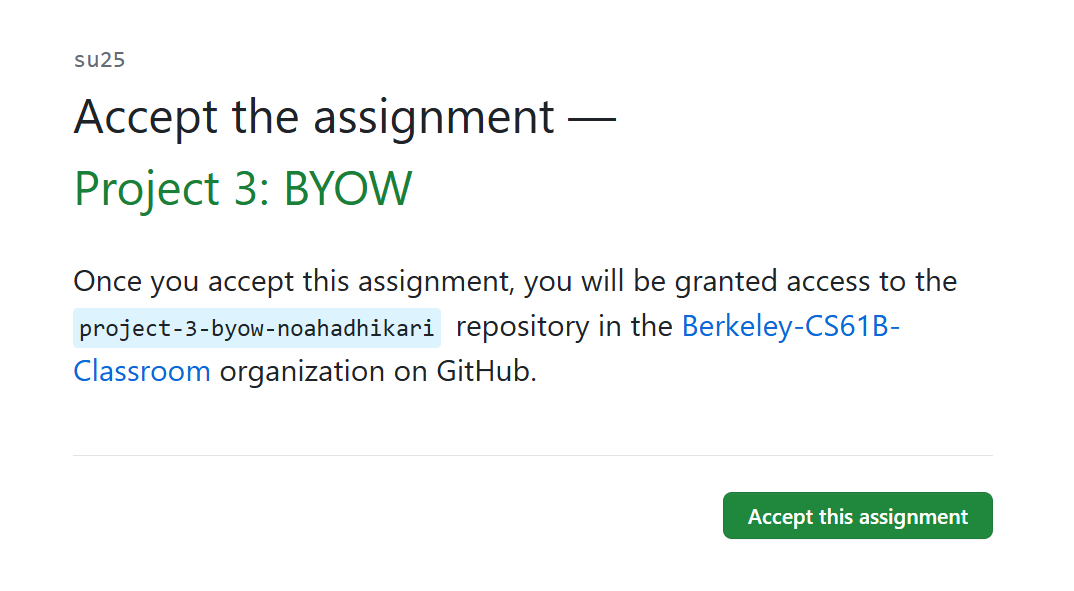 su25
Accept the assignment —
Project 3: BYOW
Once you accept this assignment, you will be granted access to the
project-3-byow-noahadhikari repository in the Berkeley-CS61B-
Classroom organization on GitHub.
Accept this assignment